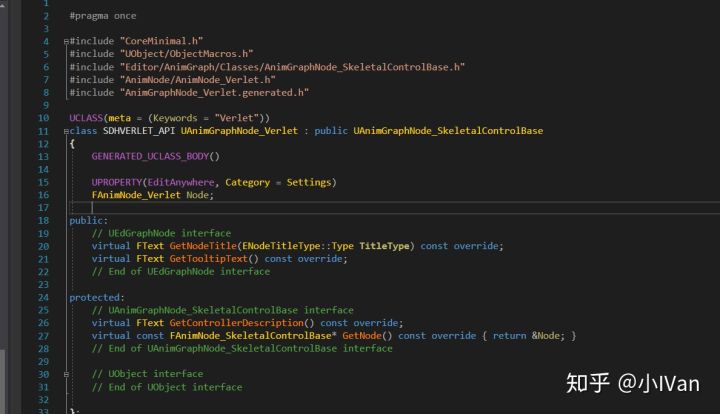 2 #pragma once
3
4 #include "CoreMinimal.h"
5 #include "UObject/ObjectMacros.h"
6 #include "Editor/AnimGraph/Classes/AnimGraphNode_SkeletalControlBase.h"
7 #include "AnimNode/AnimNode_Verlet.h"
8 #include "AnimGraphNode_Verlet.generated.h"
9
10 UCLASS(meta = (Keywords = "Verlet"))
11 class SDHVERLET_API UAnimGraphNode_Verlet : public UAnimGraphNode_SkeletalControlBase
12 {
13 GENERATED_UCLASS_BODY()
14
15 UPROPERTY(EditAnywhere, Category = Settings)
16 FAnimNode_Verlet Node;
17
18 public:
19 // UEdGraphNode interface
20 virtual FText GetNodeTitle(ENodeTitleType::Type TitleType) const override;
21 virtual FText GetTooltipText() const override;
22 // End of UEdGraphNode interface
23
24 protected:
25 // UAnimGraphNode_SkeletalControlBase interface
26 virtual FText GetControllerDescription() const override;
27 virtual const FAnimNode_SkeletalControlBase* GetNode() const override { return &Node; }
28 // End of UAnimGraphNode_SkeletalControlBase interface
29
30 // UObject interface
31 // End of UObject interface
32
33 };
知乎 @小IVan